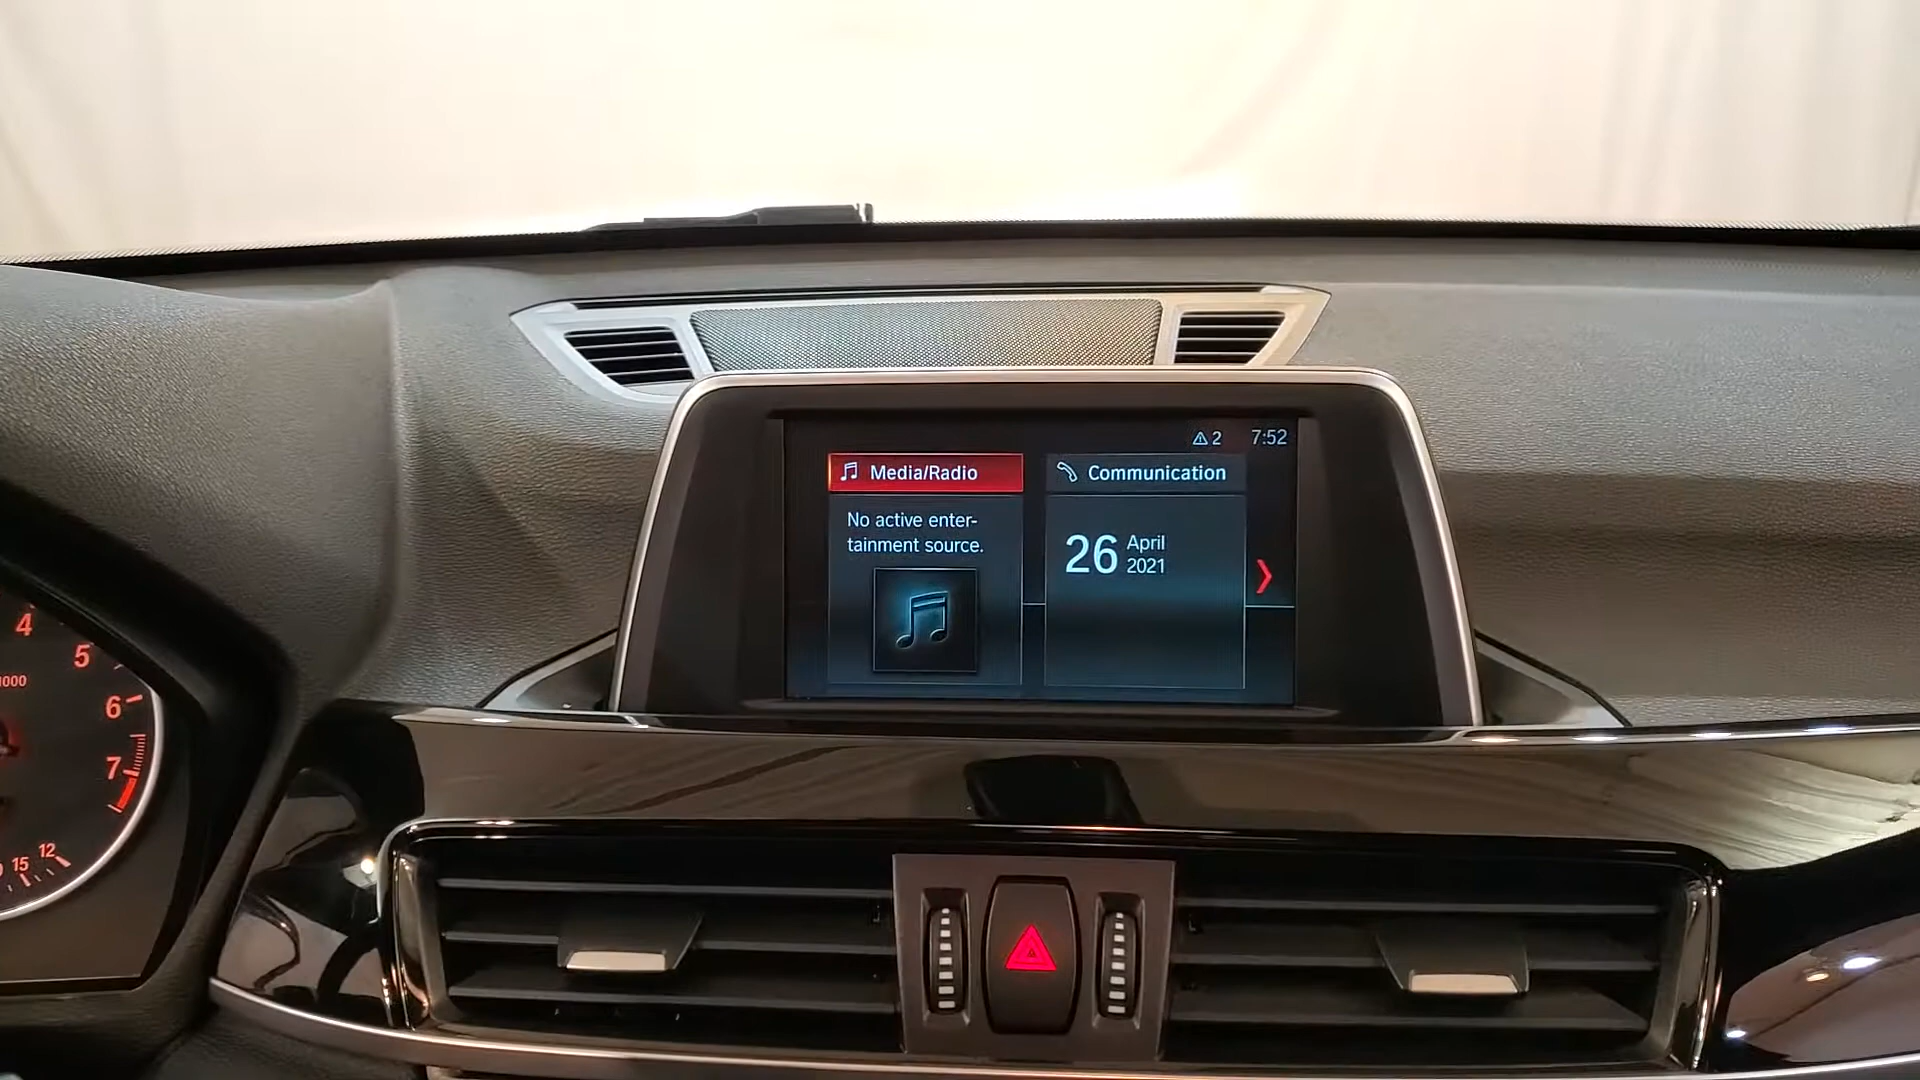 2 7:52
Media/Radio
Communication
No active enter-
tainment source.
26
April
2021
4
5
1000
6
7
15
12